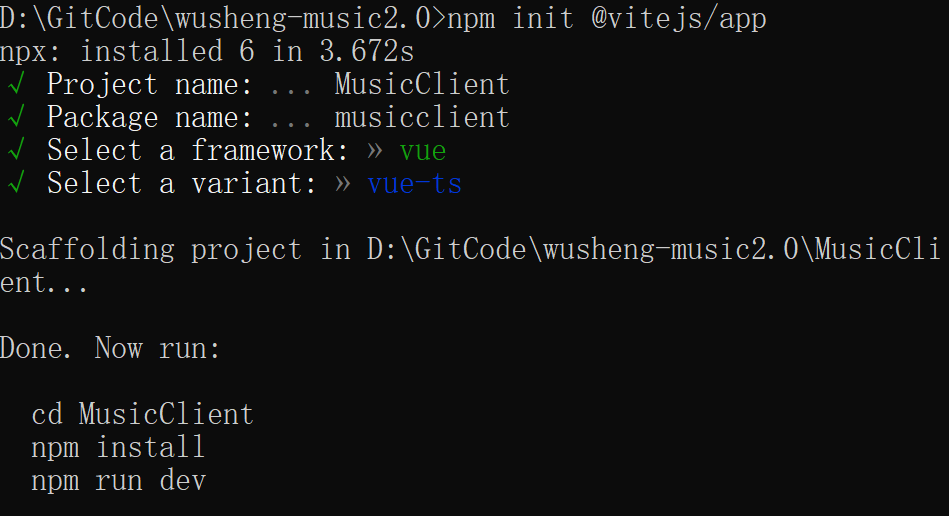 D:\GitCode\wusheng-music2.0>npm init @vitejs/app
npx: installed 6 in 3.672s
√ Project name: ... MusicClient
√ Package name: ... musicclient
√ Select a framework: » vue
√ Select a variant: » vue-ts
Scaffolding project in D:\GitCode\wusheng-music2.0\MusicCli
ent...
Done. Now run:
cd MusicClient
npm install
npm run dev